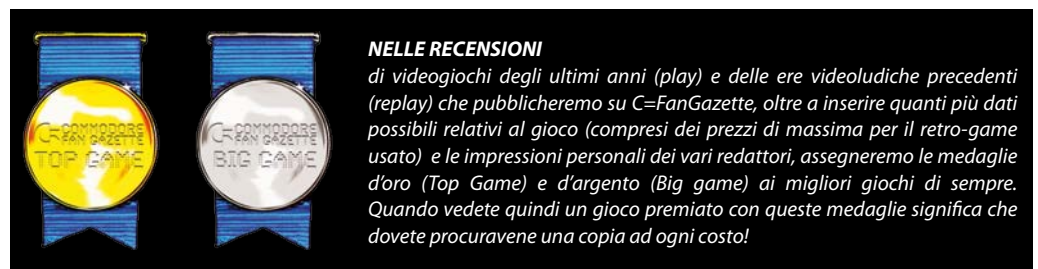 COMMODORE
FAN GAZETTE
TOP GAME
COMMODORE
FAN GAZETTE
BIG GAME
NELLE RECENSIONI
di videogiochi degli ultimi anni (play) e delle ere videoludiche precedenti
(replay) che pubblicheremo su C=FanGazette, oltre a inserire quanti più dati
possibili relativi al gioco (compresi dei prezzi di massima per il retro-game
usato) e le impressioni personali dei vari redattori, assegneremo le medaglie
d'oro (Top Game) e d'argento (Big game) ai migliori giochi di sempre.
Quando vedete quindi un gioco premiato con queste medaglie significa che
dovete procuravene una copia ad ogni costo!